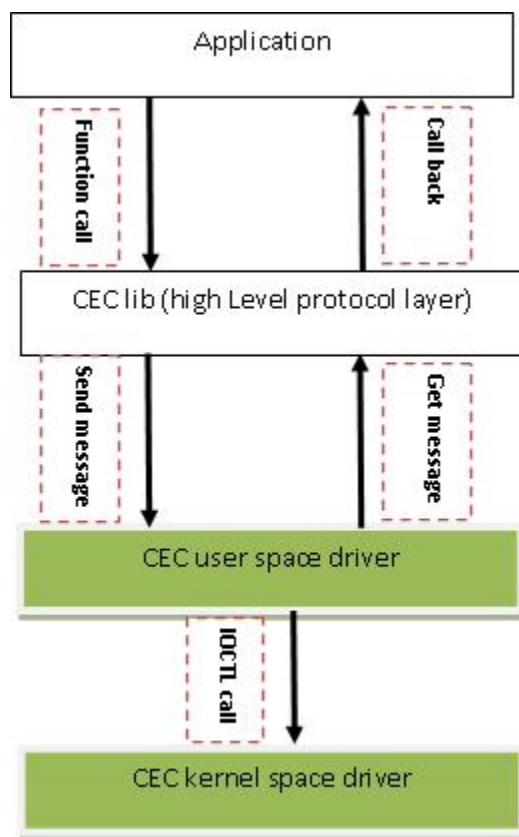 Application
Function call
Call back
CEC lib (high Level protocol layer)
Send message
Get message
CEC user space driver
IOCTL call
CEC kernel space driver